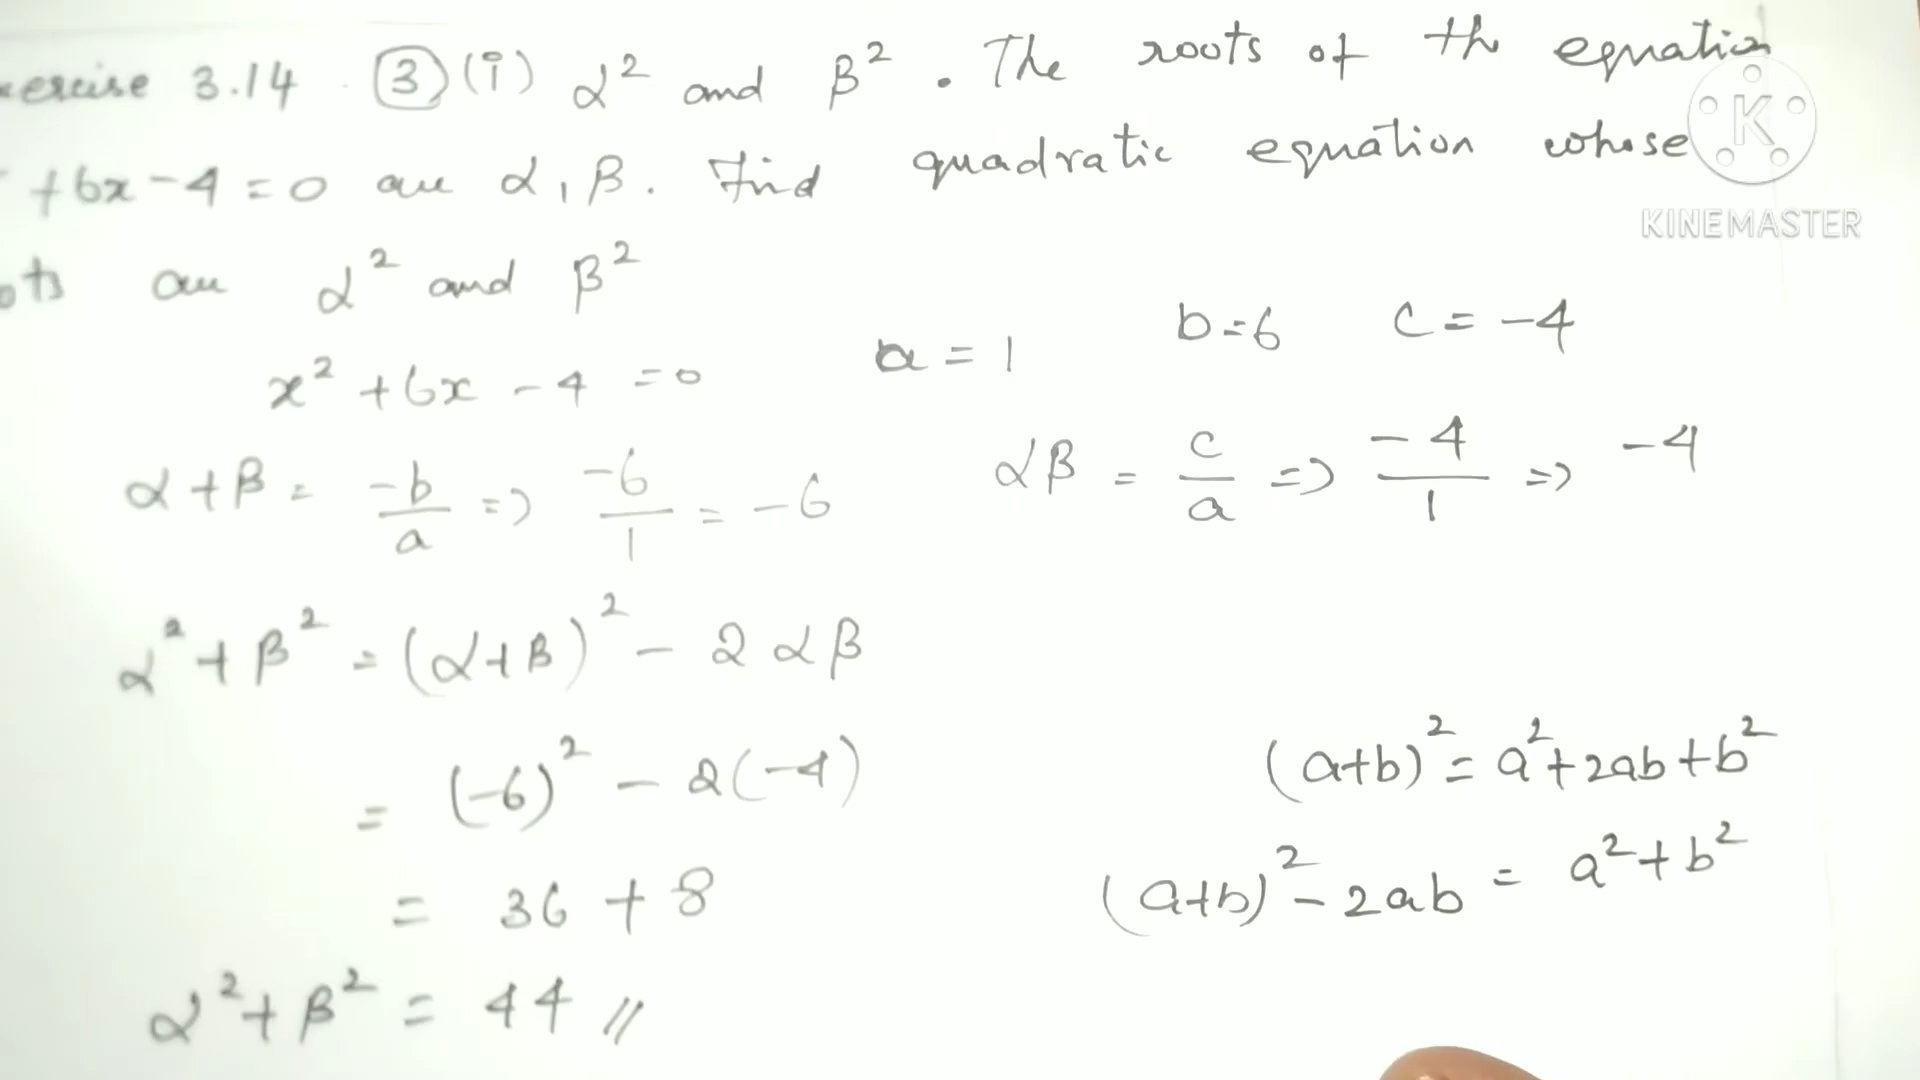 ercise 3.14 ③ (i) α² and β². The roots of th equation
+6x-4=0 are α, β. Find quadratic equation whose
ots are α² and β²
KINEMASTER
x² + 6x - 4 = 0 a = 1 b = 6 c = -4
α+β = -b/a => -6/1 = -6 αβ = c/a => -4/1 => -4
α² + β² = (α+β)² - 2αβ
= (-6)² - 2(-4) (a+b)² = a²+2ab+b²
= 36 + 8 (a+b)² - 2ab = a²+b²
α² + β² = 44 //